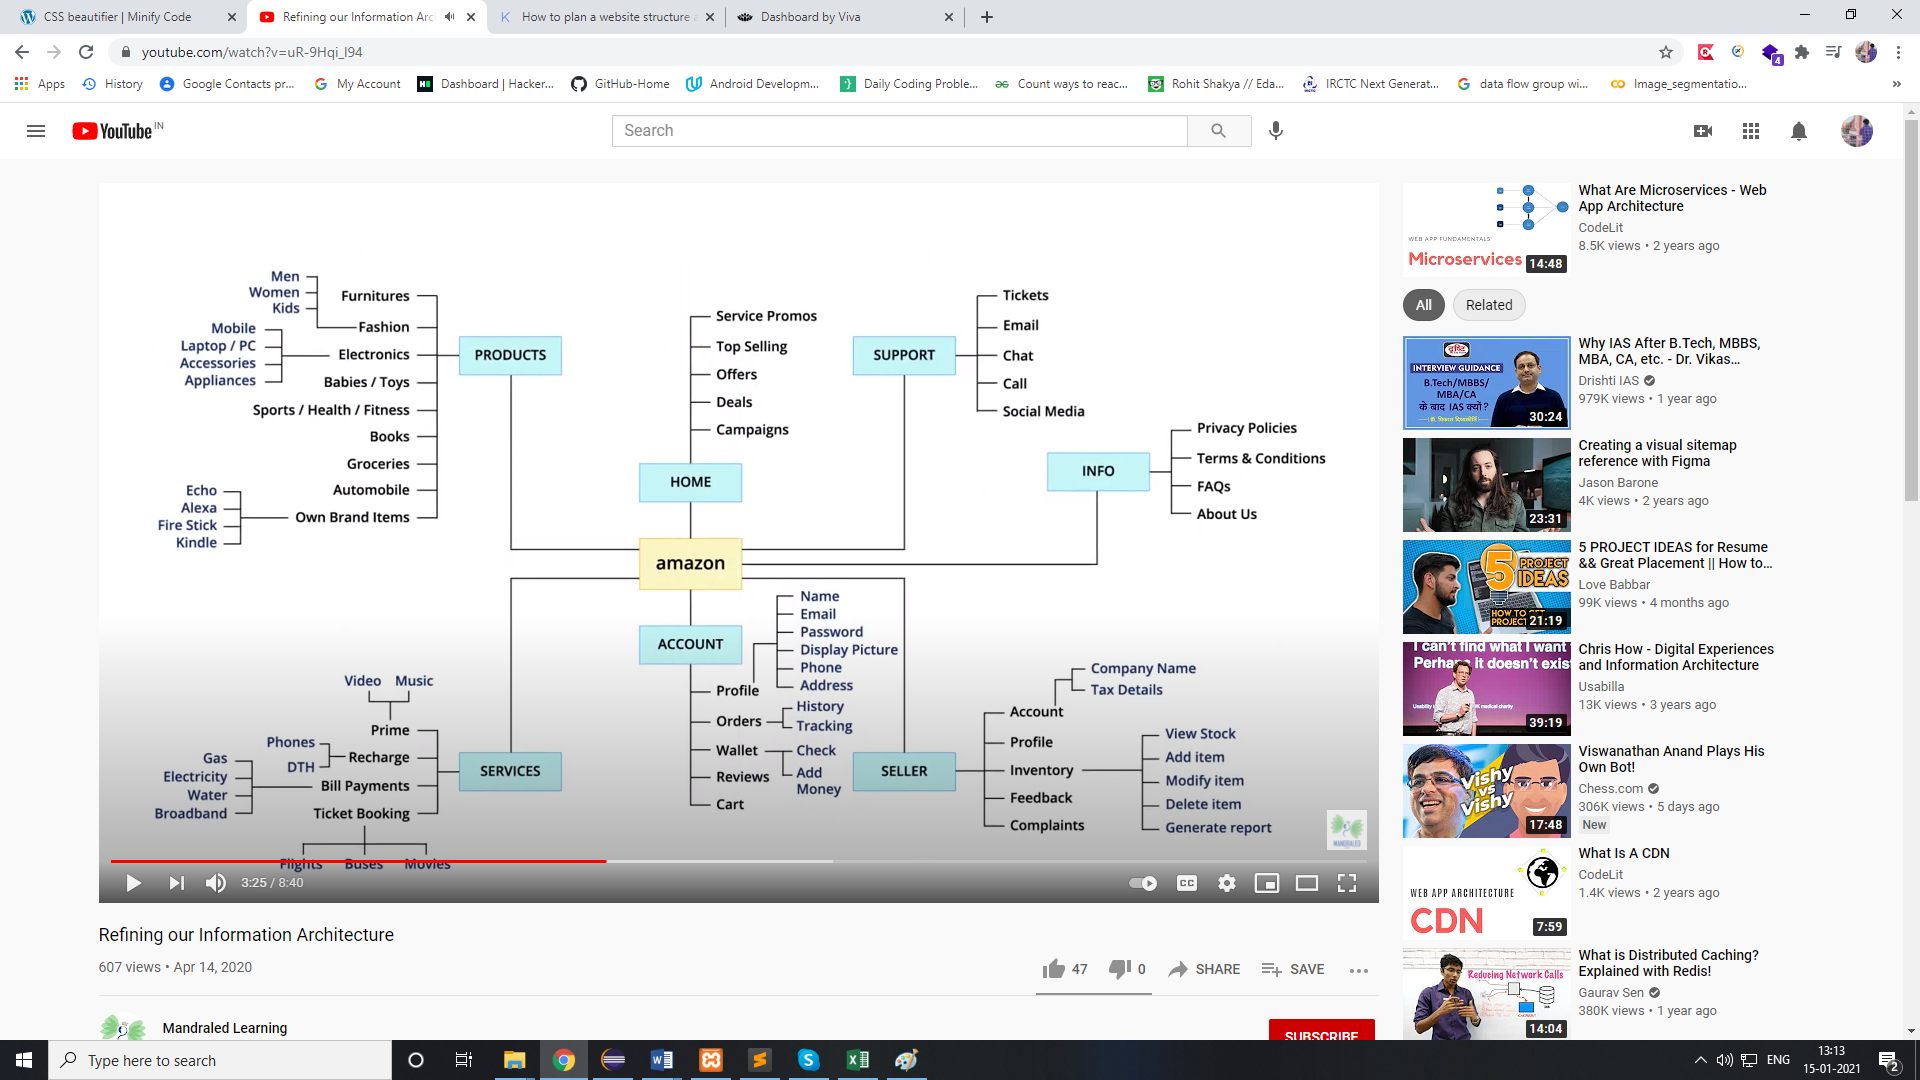 CSS beautifier | Minify Code
Refining our Information Arc
How to plan a website structure
Dashboard by Viva
youtube.com/watch?v=uR-9Hqi_I94
4
Apps
History
Google Contacts pr...
My Account
Dashboard | Hacker...
GitHub-Home
Android Developm...
Daily Coding Proble...
Count ways to reac...
Rohit Shakya // Eda...
IRCTC Next Generat...
data flow group wi...
Image_segmentatio...
YouTube IN
Search
Men
Women
Kids
Mobile
Laptop / PC
Accessories
Appliances
Echo
Alexa
Fire Stick
Kindle
Furnitures
Fashion
Electronics
Babies / Toys
Sports / Health / Fitness
Books
Groceries
Automobile
Own Brand Items
PRODUCTS
Service Promos
Top Selling
Offers
Deals
Campaigns
HOME
SUPPORT
Tickets
Email
Chat
Call
Social Media
INFO
Privacy Policies
Terms & Conditions
FAQs
About Us
amazon
ACCOUNT
Profile
Orders
Wallet
Reviews
Cart
Name
Email
Password
Display Picture
Phone
Address
History
Tracking
Check
Add
Money
Video Music
Prime
Phones
DTH
Recharge
Gas
Electricity
Water
Broadband
Bill Payments
Ticket Booking
Flights Buses Movies
SERVICES
SELLER
Company Name
Tax Details
Account
Profile
Inventory
Feedback
Complaints
View Stock
Add item
Modify item
Delete item
Generate report
MANDRALED
3:25 / 8:40
CC
Refining our Information Architecture
607 views • Apr 14, 2020
47
0
SHARE
SAVE
Mandraled Learning
SUBSCRIBE
WEB APP FUNDAMENTALS
Microservices
14:48
What Are Microservices - Web
App Architecture
CodeLit
8.5K views • 2 years ago
All
Related
INTERVIEW GUIDANCE
B.Tech/MBBS/
MBA/CA
के बाद IAS क्यों?
30:24
Why IAS After B.Tech, MBBS,
MBA, CA, etc. - Dr. Vikas...
Drishti IAS
979K views • 1 year ago
23:31
Creating a visual sitemap
reference with Figma
Jason Barone
4K views • 2 years ago
5 PROJECT
IDEAS
HOW TO GET
PROJECT
21:19
5 PROJECT IDEAS for Resume
&& Great Placement || How to...
Love Babbar
99K views • 4 months ago
I can't find what I want
Perhaps it doesn't exis
39:19
Chris How - Digital Experiences
and Information Architecture
Usabilla
13K views • 3 years ago
Vishy
vs
Vishy
17:48
Viswanathan Anand Plays His
Own Bot!
Chess.com
306K views • 5 days ago
New
WEB APP ARCHITECTURE
CDN
7:59
What Is A CDN
CodeLit
1.4K views • 2 years ago
Reducing Network Calls
14:04
What is Distributed Caching?
Explained with Redis!
Gaurav Sen
380K views • 1 year ago
Type here to search
ENG
13:13
15-01-2021
2